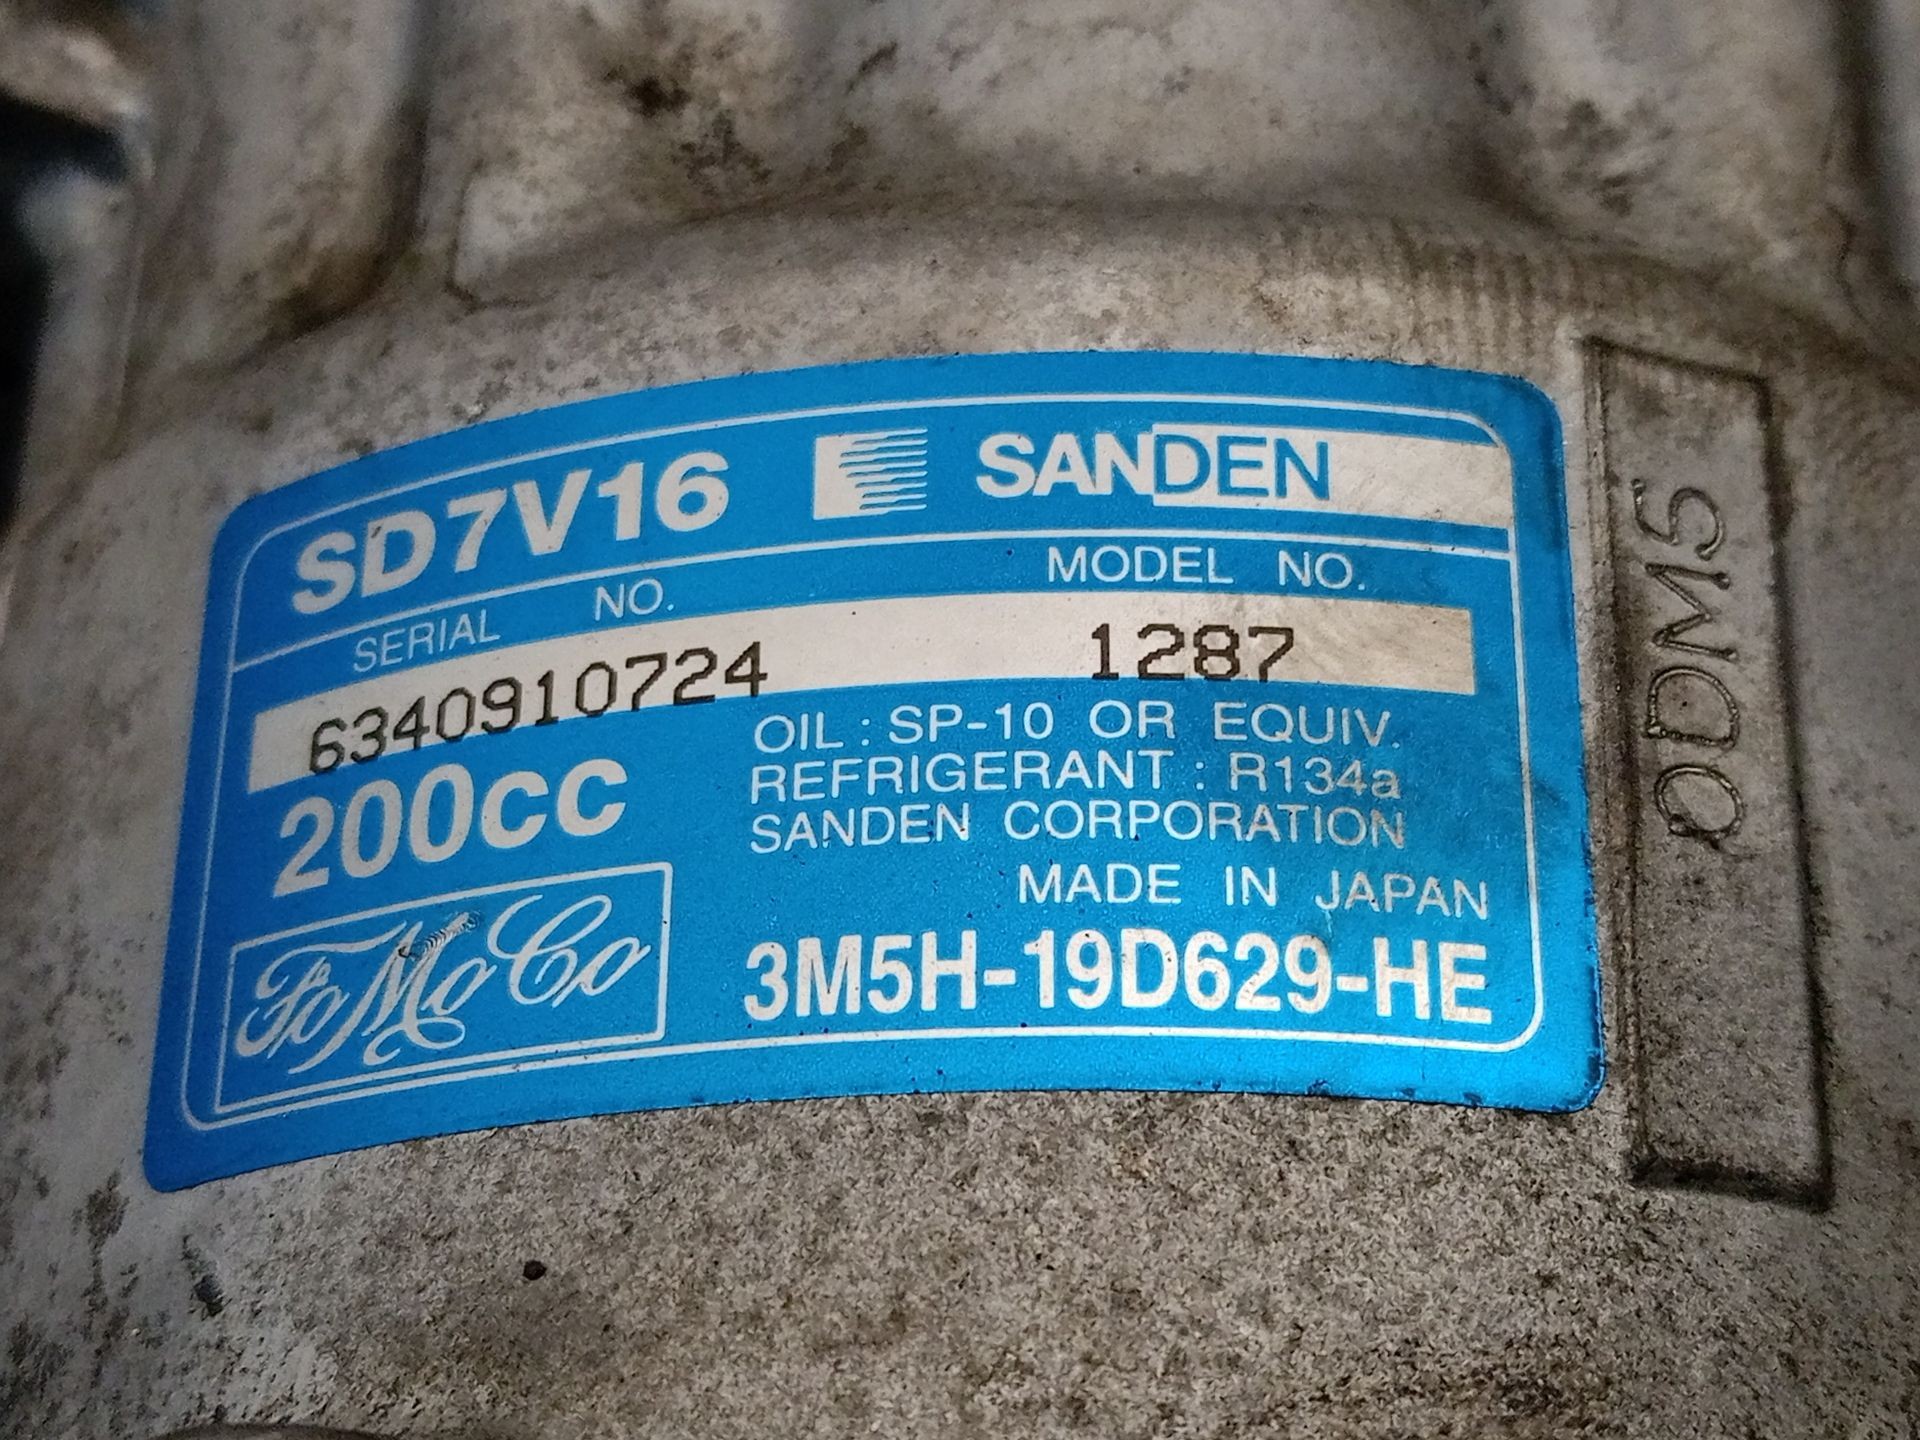 SD7V16 SANDEN
SERIAL NO. MODEL NO.
6340910724 1287
200cc
OIL : SP-10 OR EQUIV.
REFRIGERANT : R134a
SANDEN CORPORATION
MADE IN JAPAN
FoMoCo
3M5H-19D629-HE
ODM5